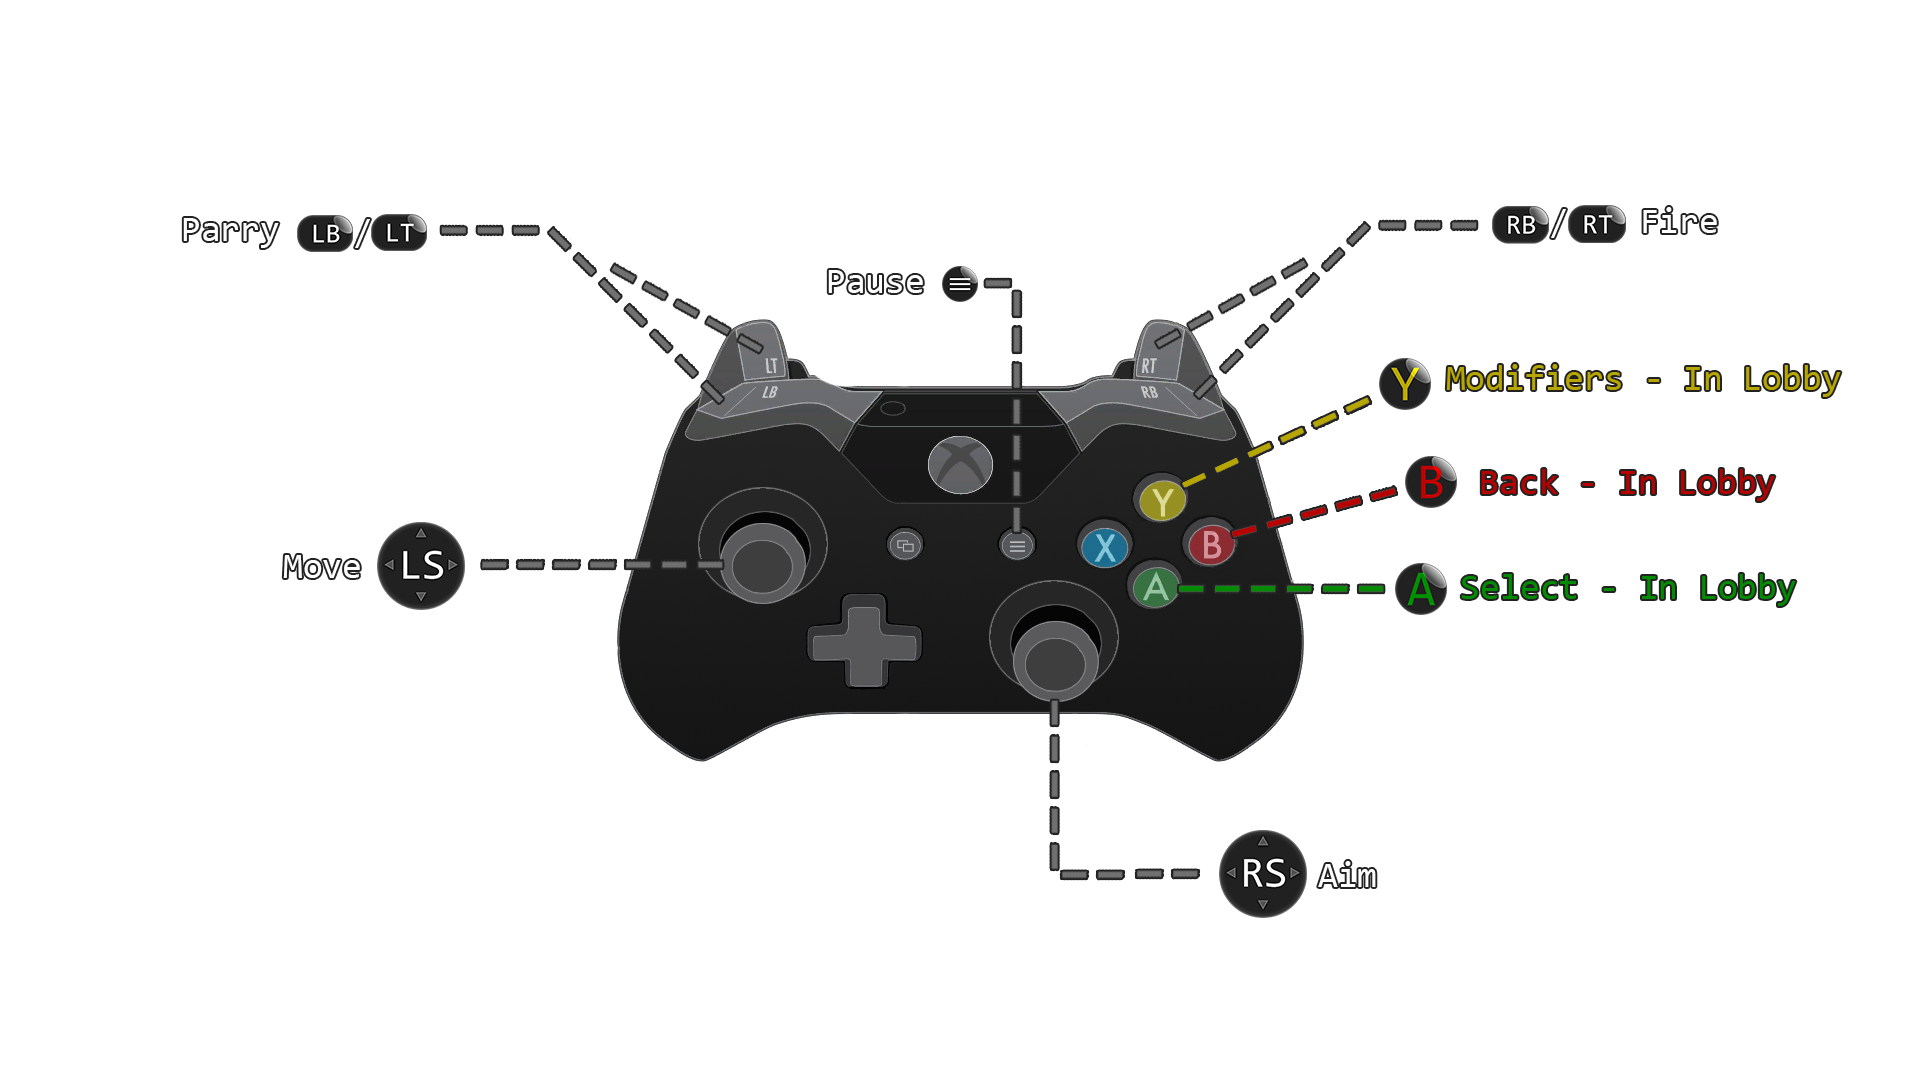 Parry LB/LT
RB/RT Fire
Pause
LT
RT
LB
RB
Y Modifiers - In Lobby
B Back - In Lobby
Y
X
B
A
A Select - In Lobby
Move LS
RS Aim